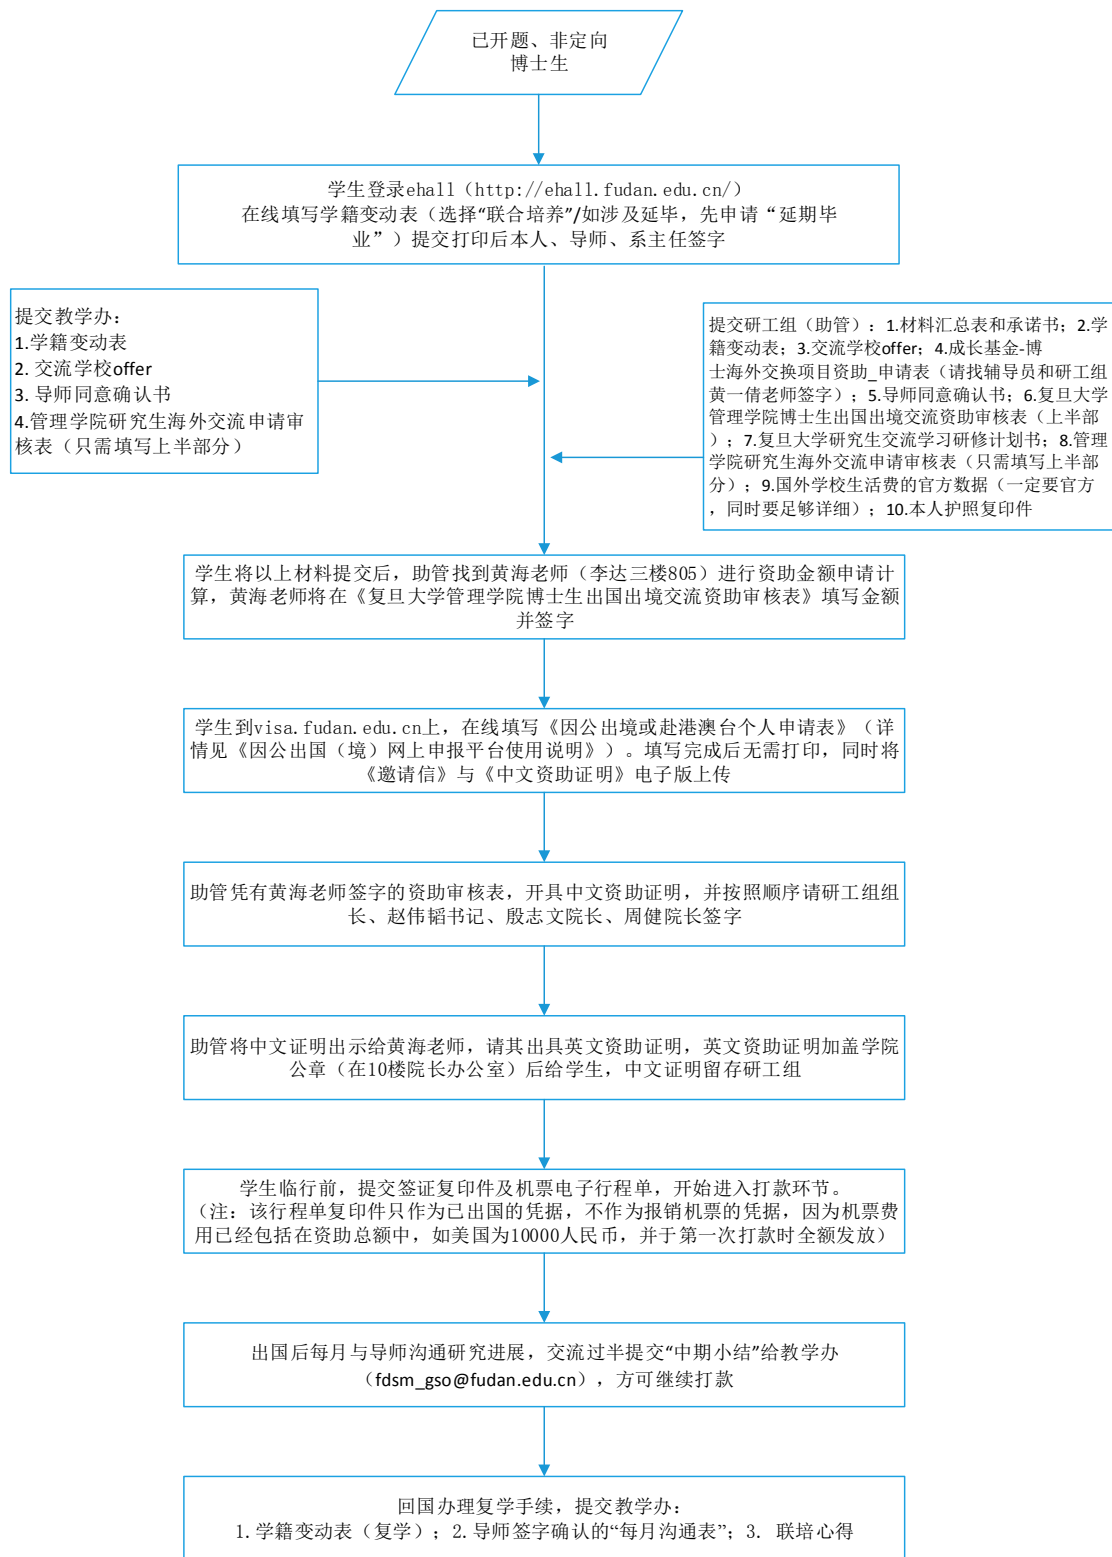 已开题、非定向
博士生
学生登录ehall（http://ehall.fudan.edu.cn/）
在线填写学籍变动表（选择“联合培养”/如涉及延毕，先申请“延期毕
业”）提交打印后本人、导师、系主任签字
提交教学办：
1.学籍变动表
2. 交流学校offer
3. 导师同意确认书
4.管理学院研究生海外交流申请审
核表（只需填写上半部分）
提交研工组（助管）：1.材料汇总表和承诺书；2.学
籍变动表；3.交流学校offer；4.成长基金-博
士海外交换项目资助_申请表（请找辅导员和研工组
黄一倩老师签字）；5.导师同意确认书；6.复旦大学
管理学院博士生出国出境交流资助审核表（上半部
）；7.复旦大学研究生交流学习研修计划书；8.管理
学院研究生海外交流申请审核表（只需填写上半部
分）；9.国外学校生活费的官方数据（一定要官方
，同时要足够详细）；10.本人护照复印件
学生将以上材料提交后，助管找到黄海老师（李达三楼805）进行资助金额申请计
算，黄海老师将在《复旦大学管理学院博士生出国出境交流资助审核表》填写金额
并签字
学生到visa.fudan.edu.cn上，在线填写《因公出境或赴港澳台个人申请表》（详
情见《因公出国（境）网上申报平台使用说明》）。填写完成后无需打印，同时将
《邀请信》与《中文资助证明》电子版上传
助管凭有黄海老师签字的资助审核表，开具中文资助证明，并按照顺序请研工组组
长、赵伟韬书记、殷志文院长、周健院长签字
助管将中文证明出示给黄海老师，请其出具英文资助证明，英文资助证明加盖学院
公章（在10楼院长办公室）后给学生，中文证明留存研工组
学生临行前，提交签证复印件及机票电子行程单，开始进入打款环节。
（注：该行程单复印件只作为已出国的凭据，不作为报销机票的凭据，因为机票费
用已经包括在资助总额中，如美国为10000人民币，并于第一次打款时全额发放）
出国后每月与导师沟通研究进展，交流过半提交“中期小结”给教学办
（fdsm_gso@fudan.edu.cn），方可继续打款
回国办理复学手续，提交教学办：
1.学籍变动表（复学）；2.导师签字确认的“每月沟通表”；3. 联培心得